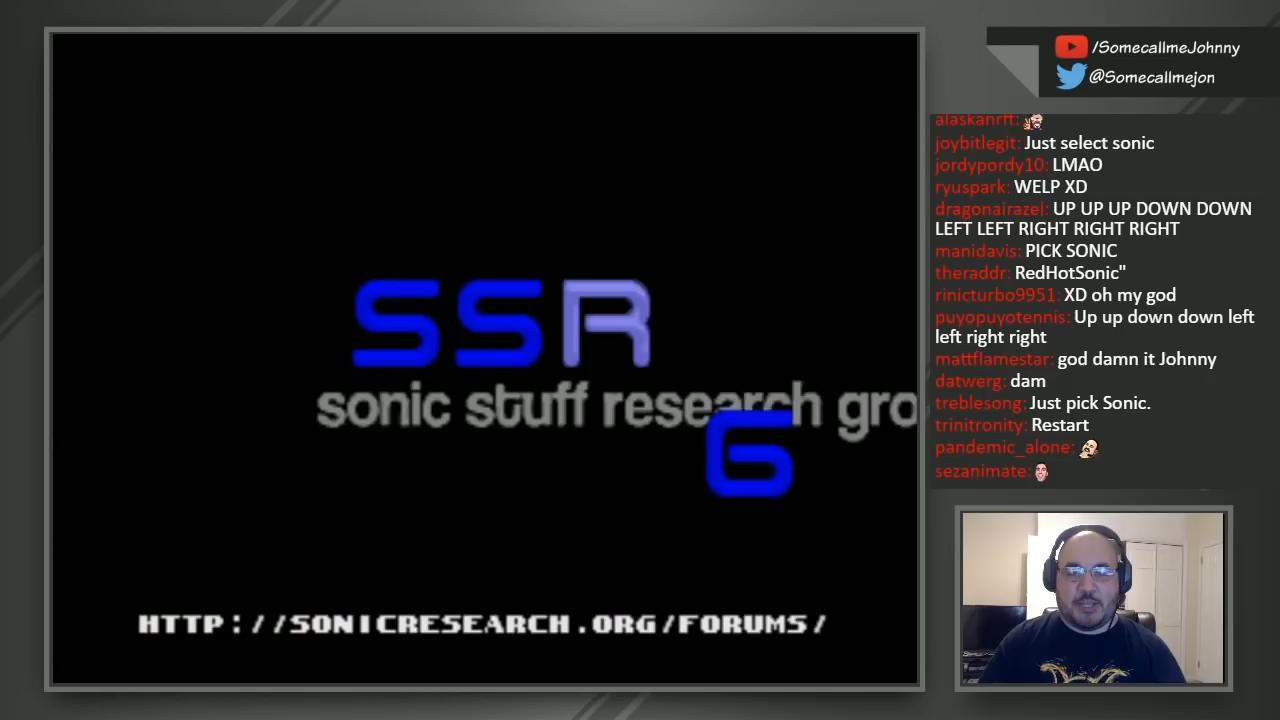 /SomecallmeJohnny
@Somecallmejon
alaskanrft:
joybitlegit: Just select sonic
jordypordy10: LMAO
ryuspark: WELP XD
dragonairazel: UP UP UP DOWN DOWN
LEFT LEFT RIGHT RIGHT RIGHT
manidavis: PICK SONIC
theraddr: RedHotSonic"
rinicturbo9951: XD oh my god
puyopuyotennis: Up up down down left
left right right
mattflamestar: god damn it Johnny
datwerg: dam
treblesong: Just pick Sonic.
trinitronity: Restart
pandemic_alone:
sezanimate:
SSR
sonic stuff research gro
G
HTTP://SONICRESEARCH.ORG/FORUMS/